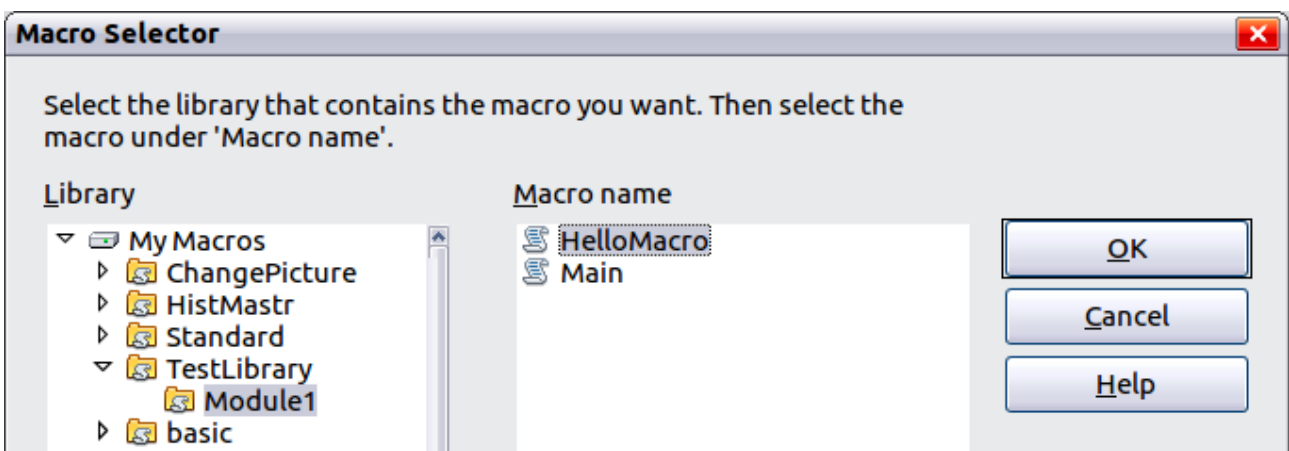 Macro Selector
Select the library that contains the macro you want. Then select the
macro under 'Macro name'.
Library
My Macros
ChangePicture
HistMastr
Standard
TestLibrary
Module1
basic
Macro name
HelloMacro
Main
OK
Cancel
Help